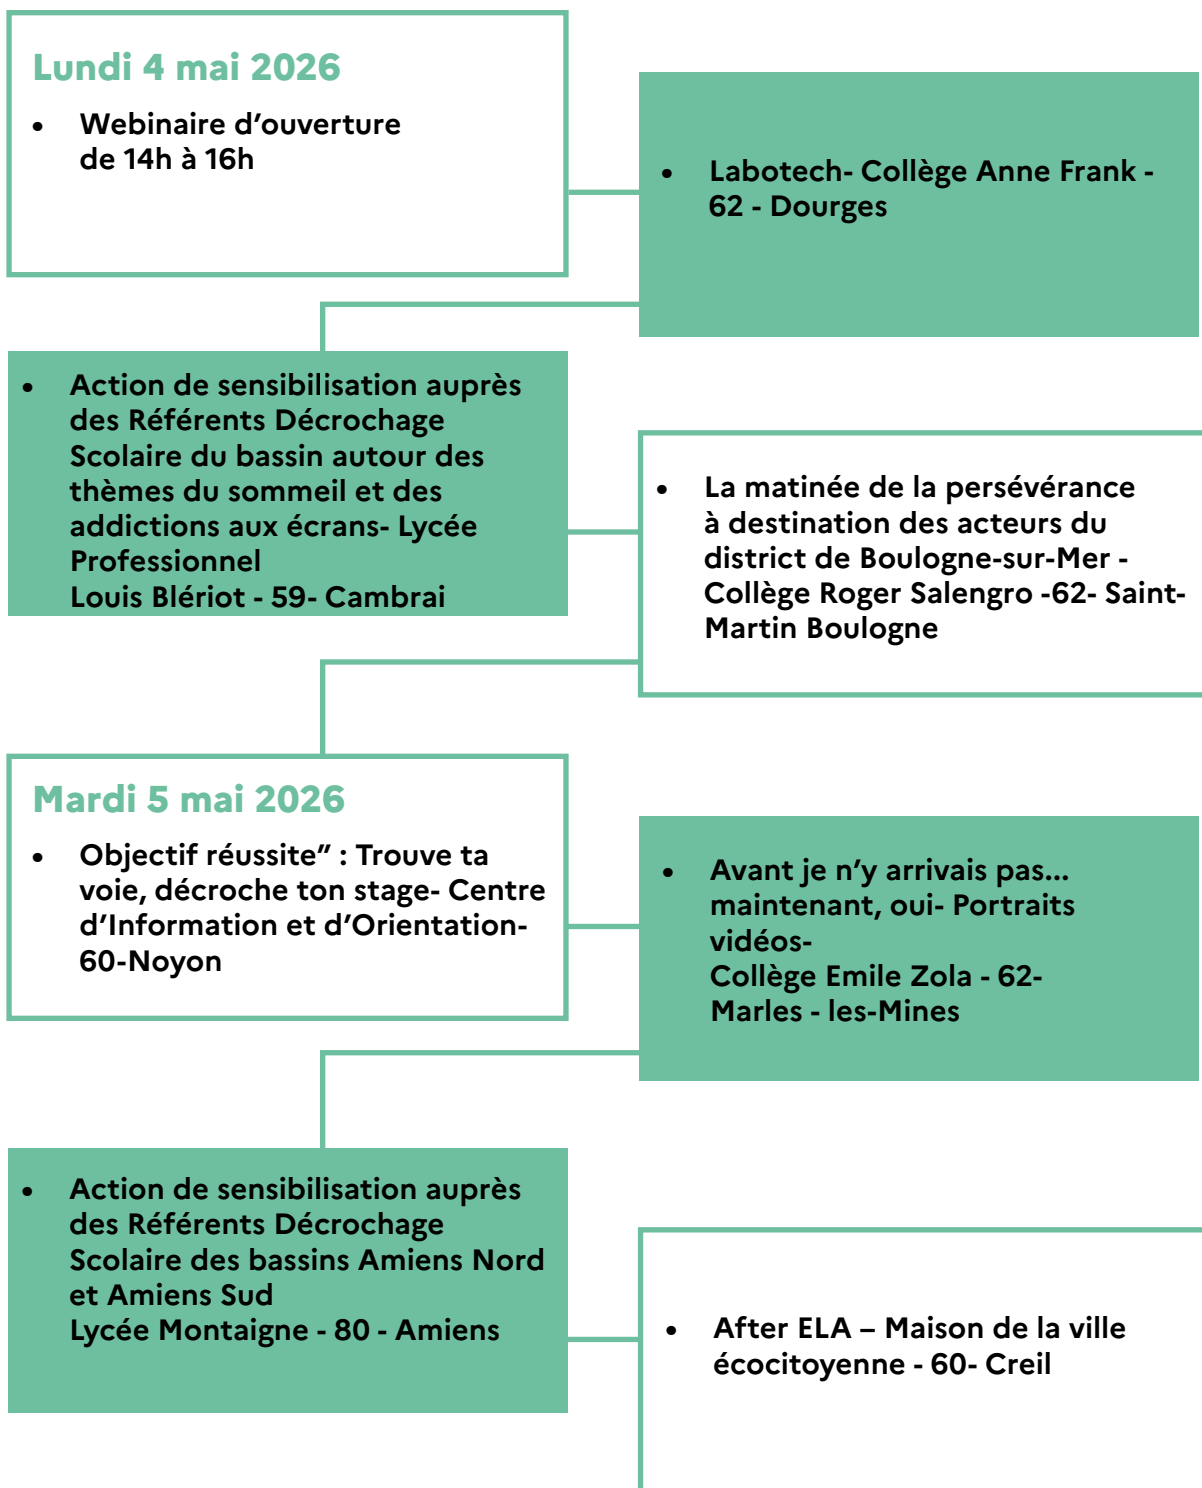 Lundi 4 mai 2026
• Webinaire d’ouverture
de 14h à 16h
• Labotech- Collège Anne Frank -
62 - Dourges
• Action de sensibilisation auprès
des Référents Décrochage
Scolaire du bassin autour des
thèmes du sommeil et des
addictions aux écrans- Lycée
Professionnel
Louis Blériot - 59- Cambrai
• La matinée de la persévérance
à destination des acteurs du
district de Boulogne-sur-Mer -
Collège Roger Salengro -62- Saint-
Martin Boulogne
Mardi 5 mai 2026
• Objectif réussite” : Trouve ta
voie, décroche ton stage- Centre
d’Information et d’Orientation-
60-Noyon
• Avant je n’y arrivais pas...
maintenant, oui- Portraits
vidéos-
Collège Emile Zola - 62-
Marles - les-Mines
• Action de sensibilisation auprès
des Référents Décrochage
Scolaire des bassins Amiens Nord
et Amiens Sud
Lycée Montaigne - 80 - Amiens
• After ELA – Maison de la ville
écocitoyenne - 60- Creil